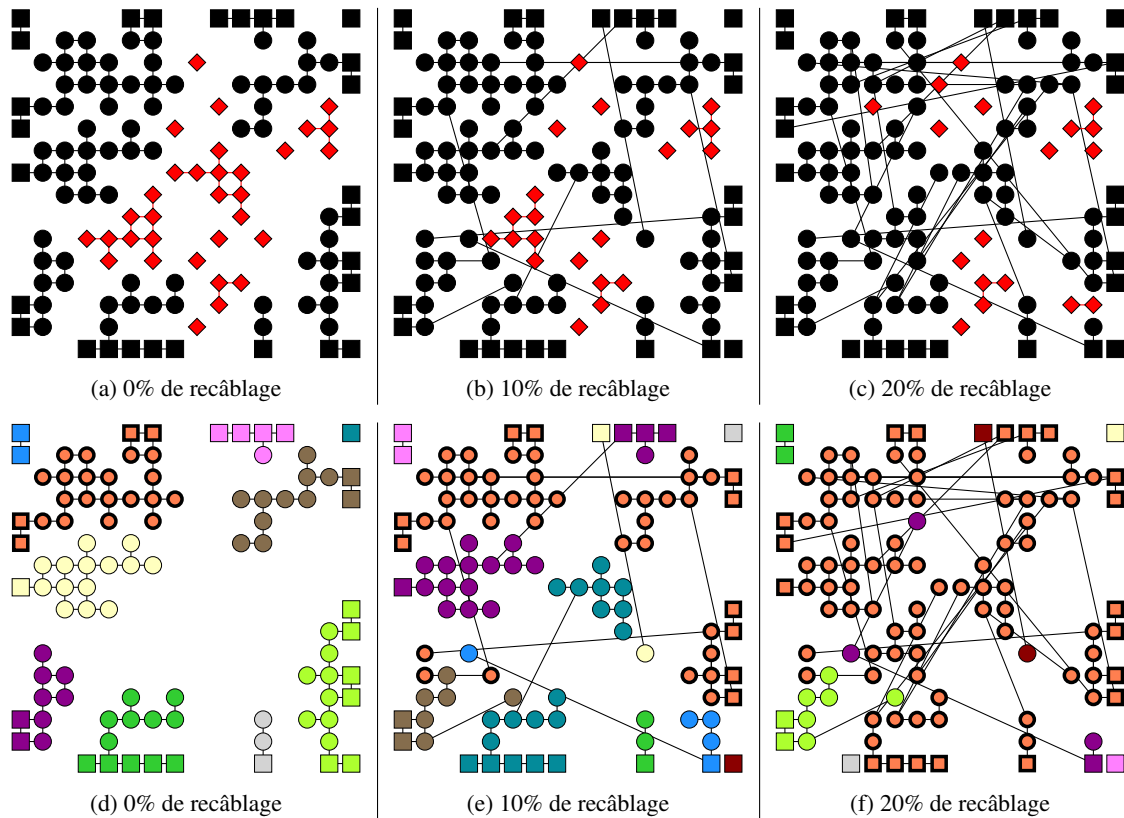 (a) 0% de recâblage
(b) 10% de recâblage
(c) 20% de recâblage
(d) 0% de recâblage
(e) 10% de recâblage
(f) 20% de recâblage